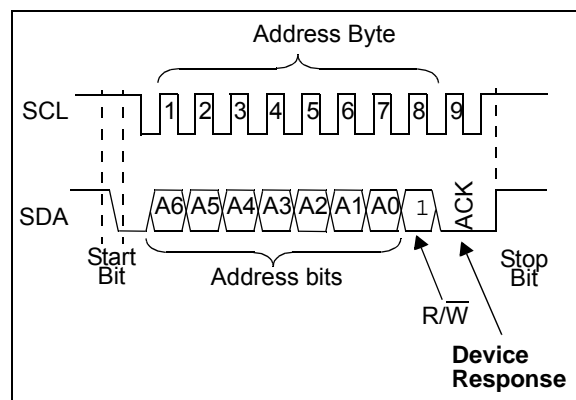 Address Byte
SCL 1 2 3 4 5 6 7 8 9
SDA A6 A5 A4 A3 A2 A1 A0 1 ACK
Start
Bit
Address bits
Stop
Bit
R/W̅
Device
Response